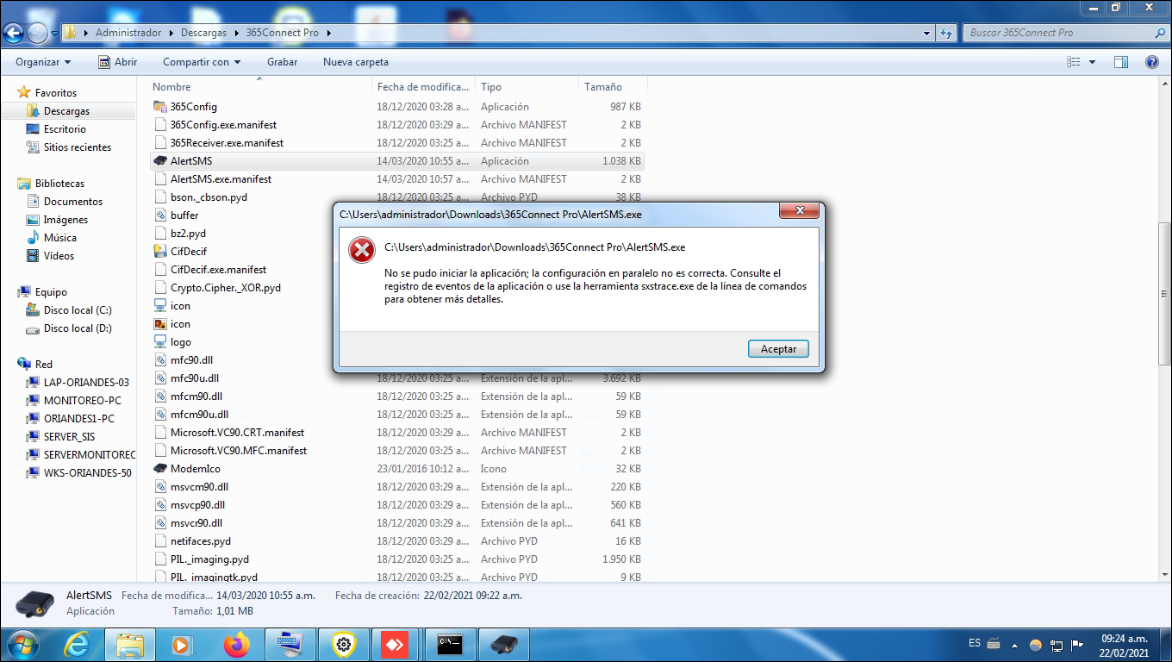 Administrador ▸ Descargas ▸ 365Connect Pro ▸
Buscar 365Connect Pro
Organizar Abrir Compartir con Grabar Nueva carpeta
Favoritos
Descargas
Escritorio
Sitios recientes
Bibliotecas
Documentos
Imágenes
Música
Vídeos
Equipo
Disco local (C:)
Disco local (D:)
Red
LAP-ORIANDES-03
MONITOREO-PC
ORIANDES1-PC
SERVER_SIS
SERVERMONITOREO
WKS-ORIANDES-50
Nombre Fecha de modifica... Tipo Tamaño
365Config 18/12/2020 03:28 a... Aplicación 987 KB
365Config.exe.manifest 18/12/2020 03:29 a... Archivo MANIFEST 2 KB
365Receiver.exe.manifest 18/12/2020 03:25 a... Archivo MANIFEST 2 KB
AlertSMS 14/03/2020 10:55 a... Aplicación 1.038 KB
AlertSMS.exe.manifest 14/03/2020 10:57 a... Archivo MANIFEST 2 KB
bson._cbson.pyd 18/12/2020 03:25 a... Archivo PYD 38 KB
buffer
bz2.pyd
CifDecif
CifDecif.exe.manifest
Crypto.Cipher._XOR.pyd
icon
icon
logo
mfc90.dll
mfc90u.dll 18/12/2020 03:25 a... Extensión de la apl... 3.692 KB
mfcm90.dll 18/12/2020 03:25 a... Extensión de la apl... 59 KB
mfcm90u.dll 18/12/2020 03:25 a... Extensión de la apl... 59 KB
Microsoft.VC90.CRT.manifest 18/12/2020 03:29 a... Archivo MANIFEST 2 KB
Microsoft.VC90.MFC.manifest 18/12/2020 03:25 a... Archivo MANIFEST 2 KB
ModemIco 23/01/2016 10:12 a... Icono 32 KB
msvcm90.dll 18/12/2020 03:29 a... Extensión de la apl... 220 KB
msvcp90.dll 18/12/2020 03:29 a... Extensión de la apl... 560 KB
msvcr90.dll 18/12/2020 03:29 a... Extensión de la apl... 641 KB
netifaces.pyd 18/12/2020 03:29 a... Archivo PYD 16 KB
PIL._imaging.pyd 18/12/2020 03:25 a... Archivo PYD 1.950 KB
PIL._imagingtk.pyd 18/12/2020 03:25 a... Archivo PYD 9 KB
C:\Users\administrador\Downloads\365Connect Pro\AlertSMS.exe
C:\Users\administrador\Downloads\365Connect Pro\AlertSMS.exe
No se pudo iniciar la aplicación; la configuración en paralelo no es correcta. Consulte el
registro de eventos de la aplicación o use la herramienta sxstrace.exe de la línea de comandos
para obtener más detalles.
Aceptar
AlertSMS Fecha de modifica... 14/03/2020 10:55 a.m. Fecha de creación: 22/02/2021 09:22 a.m.
Aplicación Tamaño: 1,01 MB
ES
09:24 a.m.
22/02/2021